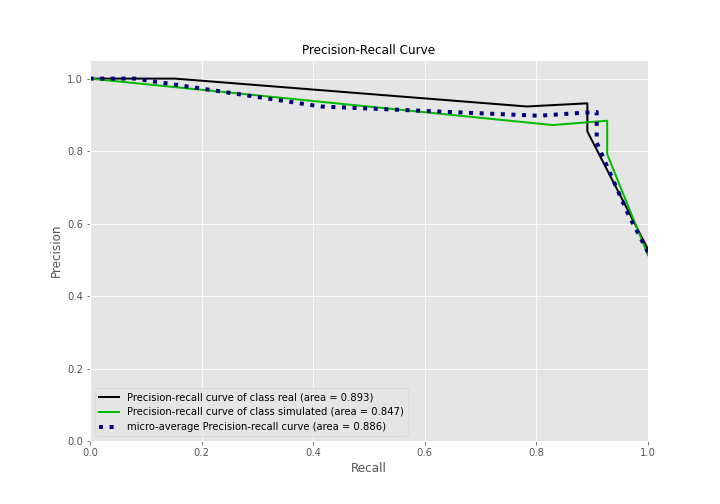 Precision-Recall Curve
1.0
0.8
0.6
0.4
0.2
0.0
Precision
Precision-recall curve of class real (area = 0.893)
Precision-recall curve of class simulated (area = 0.847)
micro-average Precision-recall curve (area = 0.886)
0.0 0.2 0.4 0.6 0.8 1.0
Recall